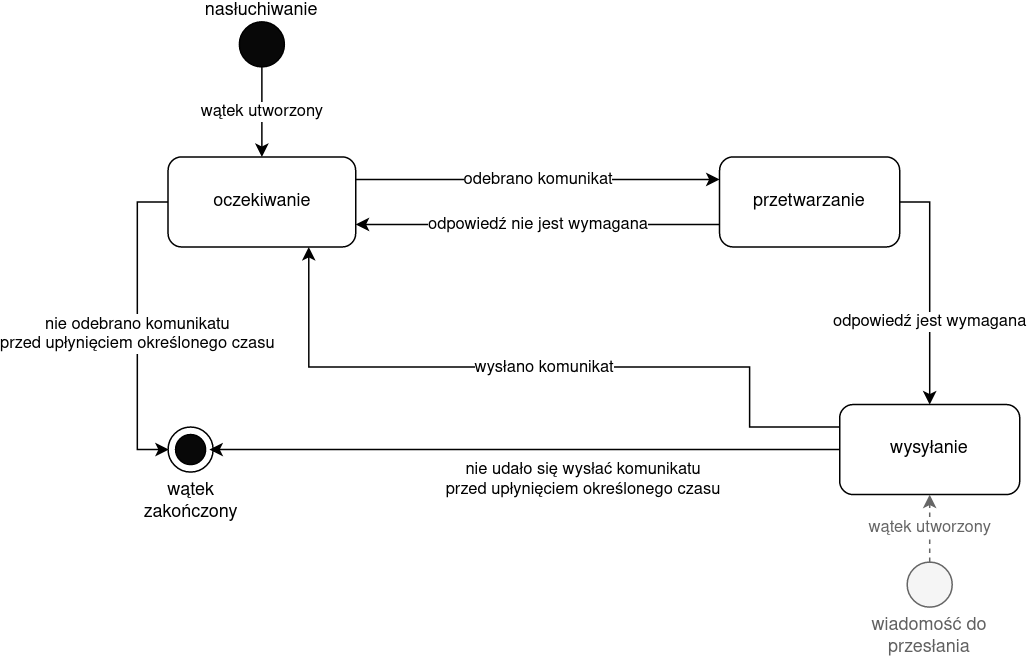 nasłuchiwanie
wątek utworzony
oczekiwanie
odebrano komunikat
przetwarzanie
odpowiedź nie jest wymagana
nie odebrano komunikatu
przed upłynięciem określonego czasu
odpowiedź jest wymagana
wysłano komunikat
wysyłanie
nie udało się wysłać komunikatu
przed upłynięciem określonego czasu
wątek
zakończony
wątek utworzony
wiadomość do
przesłania